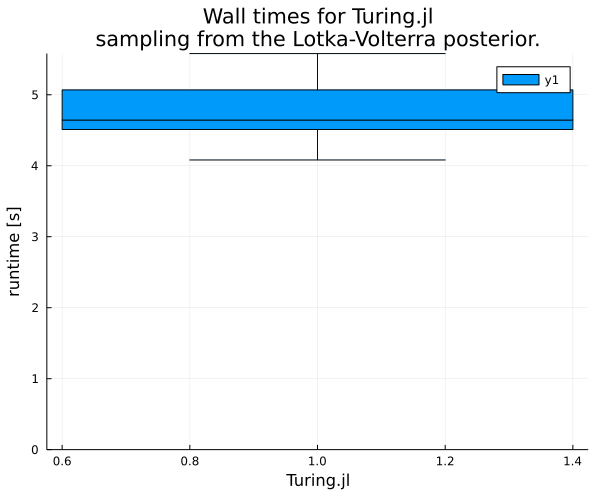 Wall times for Turing.jl
sampling from the Lotka-Volterra posterior.
y1
runtime [s]
5
4
3
2
1
0
0.6 0.8 1.0 1.2 1.4
Turing.jl